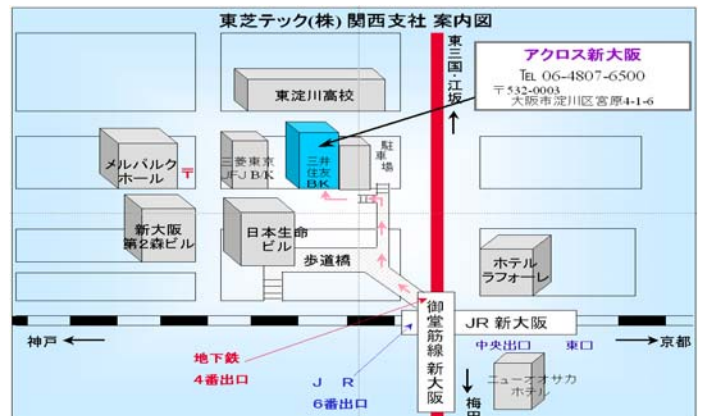 東芝テック(株) 関西支社 案内図
東三国・江坂
アクロス新大阪
TEL 06-4807-6500
〒532-0003
大阪市淀川区宮原4-1-6
東淀川高校
メルパルク
ホール
〒
三菱東京
JFJ B/K
三井
住友
B/K
駐車場
新大阪
第2森ビル
日本生命
ビル
歩道橋
ホテル
ラフォーレ
御堂筋線 新大阪
JR 新大阪
神戸
京都
中央出口 東口
地下鉄
4番出口
J R
6番出口
ニューオオサカ
ホテル
梅田